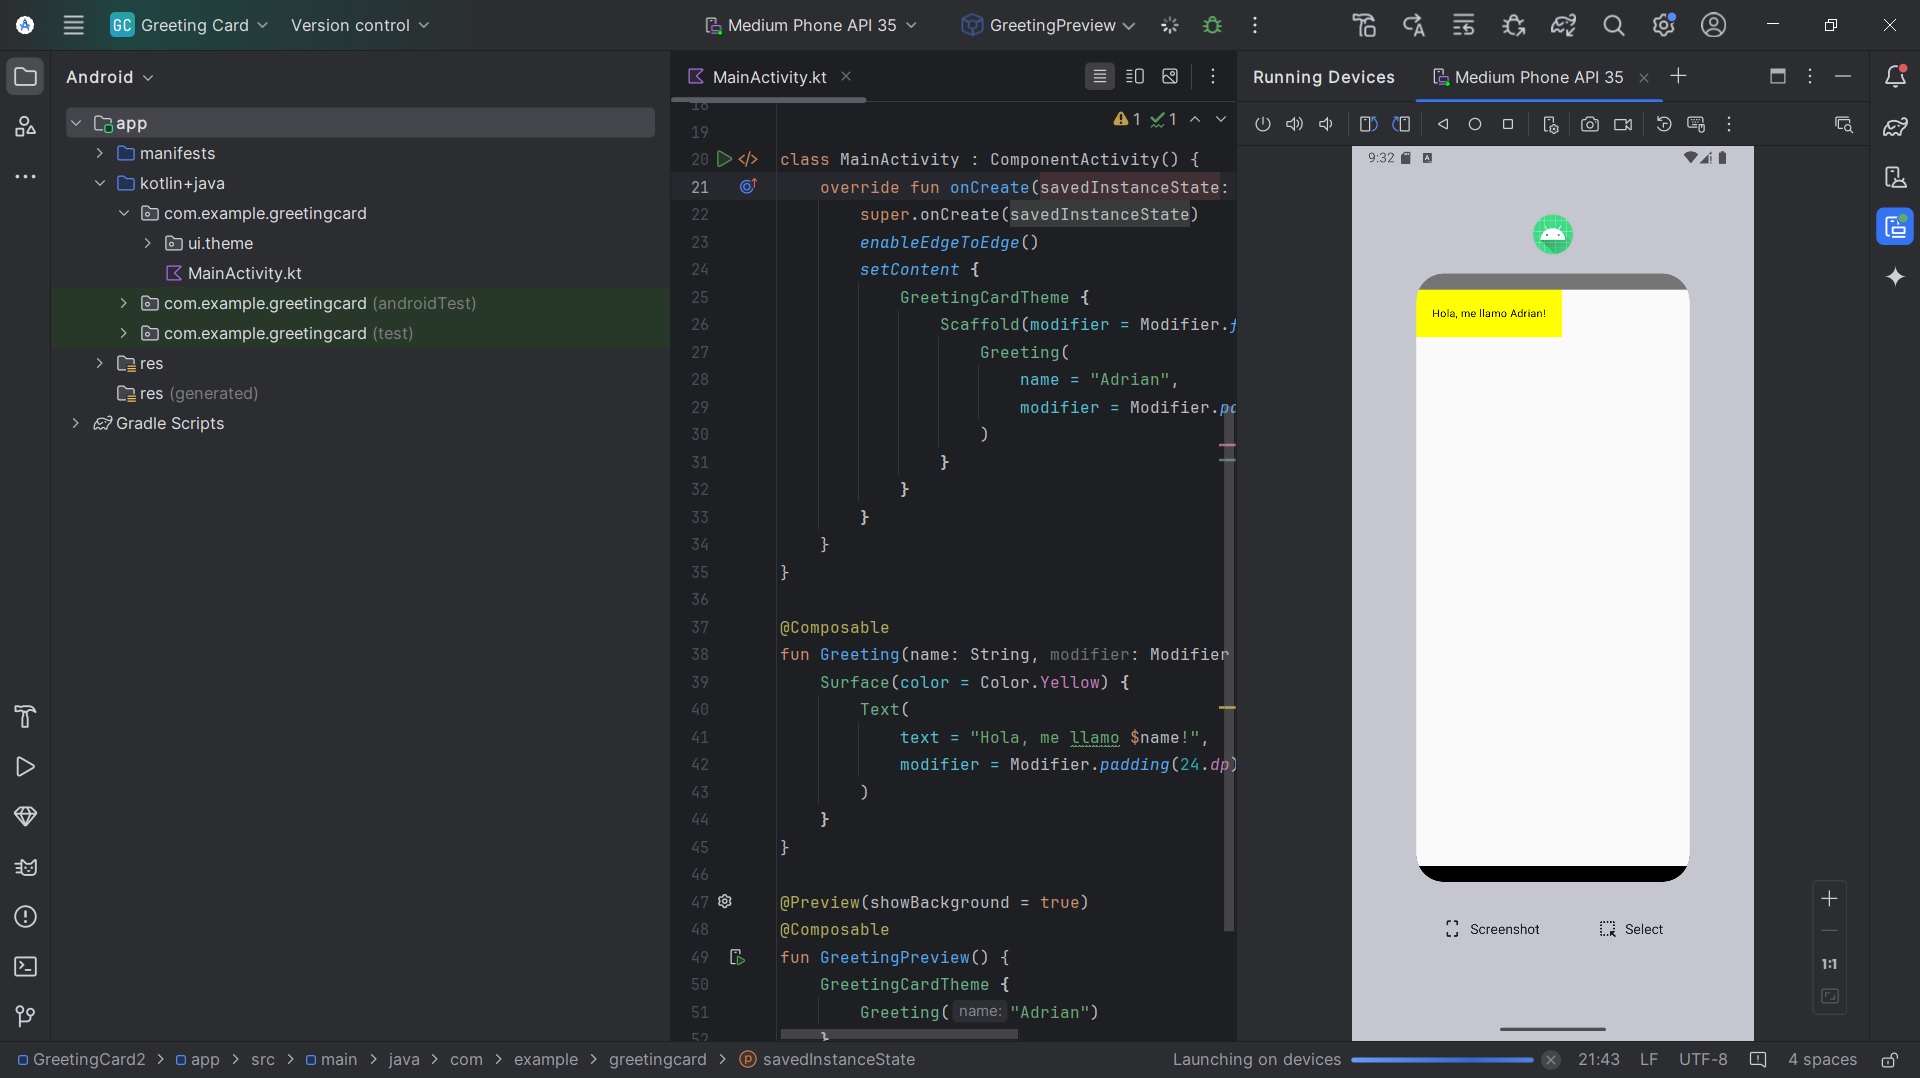 GC Greeting Card
Version control
Medium Phone API 35
GreetingPreview
Android
app
manifests
kotlin+java
com.example.greetingcard
ui.theme
MainActivity.kt
com.example.greetingcard (androidTest)
com.example.greetingcard (test)
res
res (generated)
Gradle Scripts
MainActivity.kt
1 1
18
19
20 class MainActivity : ComponentActivity() {
21 override fun onCreate(savedInstanceState:
22 super.onCreate(savedInstanceState)
23 enableEdgeToEdge()
24 setContent {
25 GreetingCardTheme {
26 Scaffold(modifier = Modifier.f
27 Greeting(
28 name = "Adrian",
29 modifier = Modifier.pa
30 )
31 }
32 }
33 }
34 }
35 }
36
37 @Composable
38 fun Greeting(name: String, modifier: Modifier
39 Surface(color = Color.Yellow) {
40 Text(
41 text = "Hola, me llamo $name!",
42 modifier = Modifier.padding(24.dp)
43 )
44 }
45 }
46
47 @Preview(showBackground = true)
48 @Composable
49 fun GreetingPreview() {
50 GreetingCardTheme {
51 Greeting( name: "Adrian")
52 }
Running Devices
Medium Phone API 35
9:32
Hola, me llamo Adrian!
Screenshot
Select
1:1
GreetingCard2 > app > src > main > java > com > example > greetingcard > savedInstanceState
Launching on devices
21:43 LF UTF-8 4 spaces